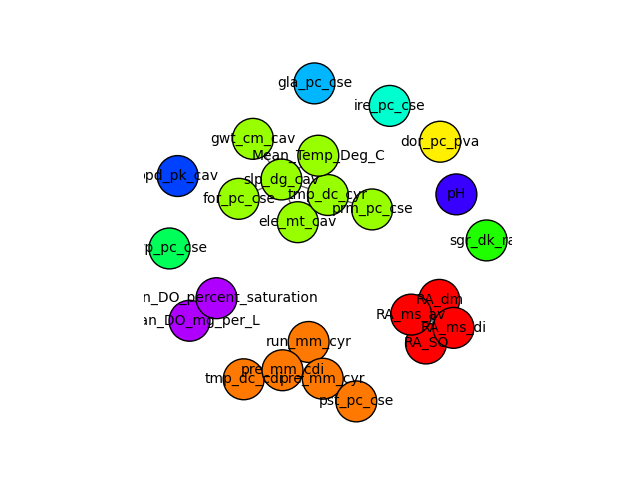 gla_pc_cse
ire_pc_cse
gwt_cm_cav
dor_pc_pva
Mean_Temp_Deg_C
ppd_pk_cav
slp_dg_cav
for_pc_cse
tmp_dc_cyr
pH
prm_pc_cse
ele_mt_cav
sgr_dk_ra
p_pc_cse
n_DO_percent_saturation
an_DO_mg_per_L
RA_dm
RA_ms_av
RA_ms_di
RA_SO
run_mm_cyr
pre_mm_cdi
tmp_dc_cdi
pre_mm_cyr
pst_pc_cse